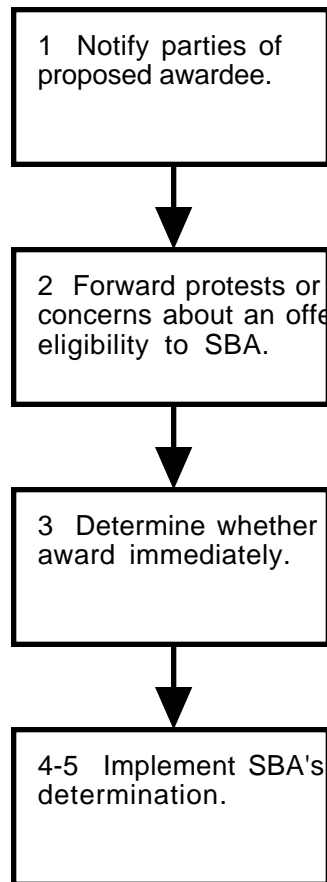 1 Notify parties of
proposed awardee.
2 Forward protests or
concerns about an offe
eligibility to SBA.
3 Determine whether
award immediately.
4-5 Implement SBA's
determination.